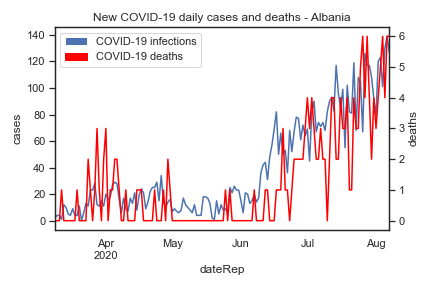 New COVID-19 daily cases and deaths - Albania
COVID-19 infections
COVID-19 deaths
140
120
100
80
60
40
20
0
cases
6
5
4
3
2
1
0
deaths
Apr
2020
May
Jun
Jul
Aug
dateRep